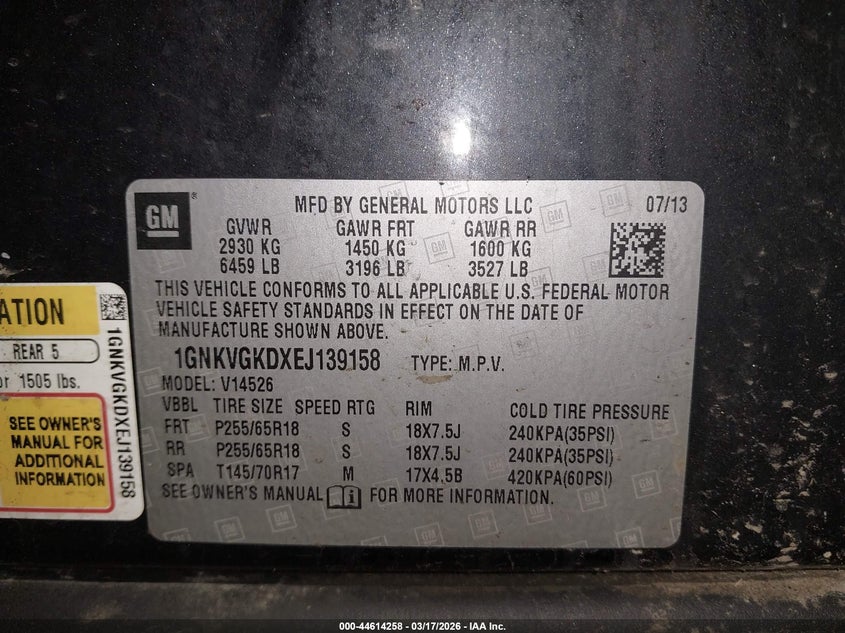 GM
®
MFD BY GENERAL MOTORS LLC 07/13
GVWR GAWR FRT GAWR RR
2930 KG 1450 KG 1600 KG
6459 LB 3196 LB 3527 LB
THIS VEHICLE CONFORMS TO ALL APPLICABLE U.S. FEDERAL MOTOR
VEHICLE SAFETY STANDARDS IN EFFECT ON THE DATE OF
MANUFACTURE SHOWN ABOVE.
1GNKVGKDXEJ139158 TYPE: M.P.V.
MODEL: V14526
VBBL TIRE SIZE SPEED RTG RIM COLD TIRE PRESSURE
FRT P255/65R18 S 18X7.5J 240KPA(35PSI)
RR P255/65R18 S 18X7.5J 240KPA(35PSI)
SPA T145/70R17 M 17X4.5B 420KPA(60PSI)
SEE OWNER'S MANUAL FOR MORE INFORMATION.
ATION
REAR 5
or 1505 lbs.
SEE OWNER'S
MANUAL FOR
ADDITIONAL
INFORMATION
1GNKVGKDXEJ139158
000-44614258 - 03/17/2026 - IAA Inc.